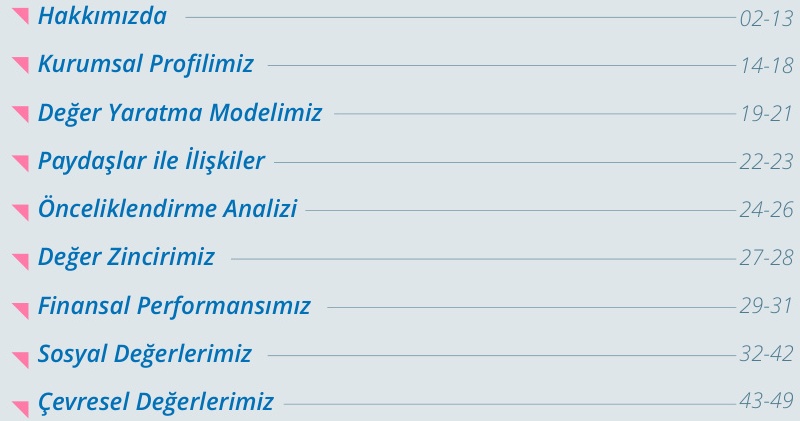 Hakkımızda 02-13
Kurumsal Profilimiz 14-18
Değer Yaratma Modelimiz 19-21
Paydaşlar ile İlişkiler 22-23
Önceliklendirme Analizi 24-26
Değer Zincirimiz 27-28
Finansal Performansımız 29-31
Sosyal Değerlerimiz 32-42
Çevresel Değerlerimiz 43-49